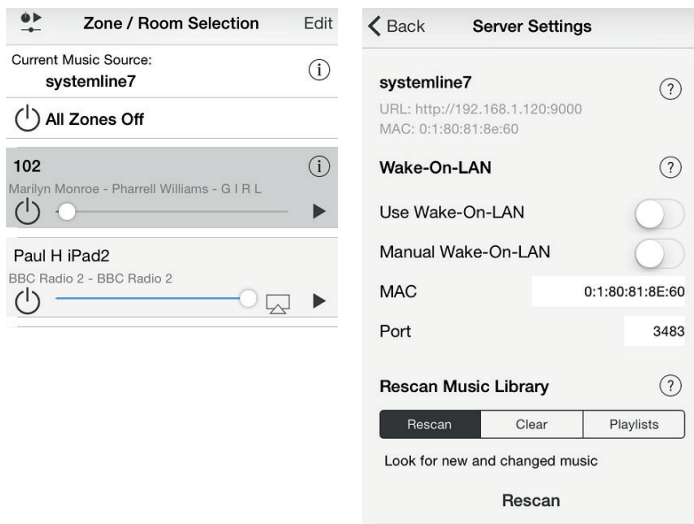 Zone / Room Selection
Edit
Current Music Source:
systemline7
All Zones Off
102
Marilyn Monroe - Pharrell Williams - G I R L
Paul H iPad2
BBC Radio 2 - BBC Radio 2
Back
Server Settings
systemline7
URL: http://192.168.1.120:9000
MAC: 0:1:80:81:8e:60
Wake-On-LAN
Use Wake-On-LAN
Manual Wake-On-LAN
MAC 0:1:80:81:8E:60
Port 3483
Rescan Music Library
Rescan Clear Playlists
Look for new and changed music
Rescan